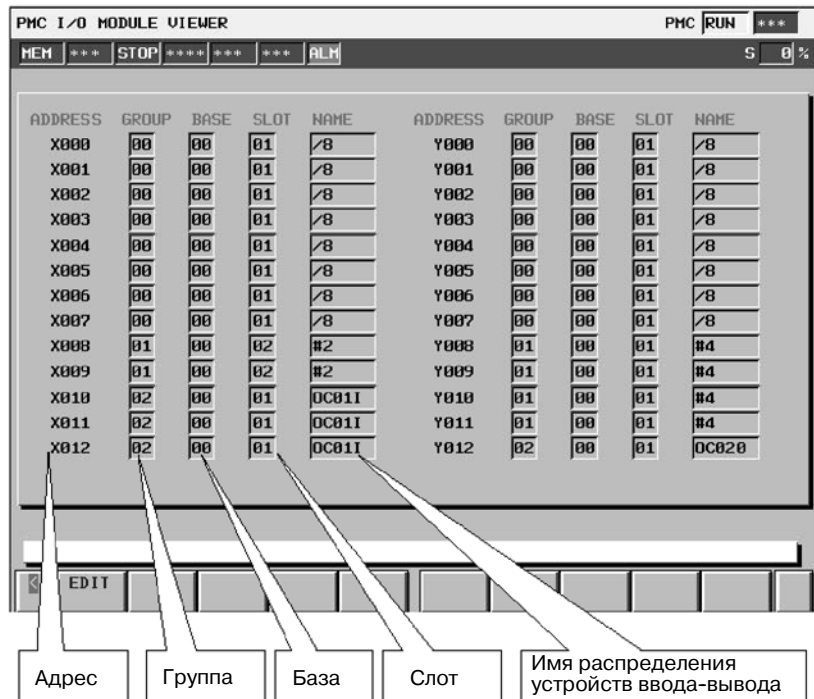 PMC I/O MODULE VIEWER PMC RUN ***
MEM *** STOP **** *** *** ALM S 0 %
ADDRESS GROUP BASE SLOT NAME ADDRESS GROUP BASE SLOT NAME
X000 00 00 01 /8 Y000 00 00 01 /8
X001 00 00 01 /8 Y001 00 00 01 /8
X002 00 00 01 /8 Y002 00 00 01 /8
X003 00 00 01 /8 Y003 00 00 01 /8
X004 00 00 01 /8 Y004 00 00 01 /8
X005 00 00 01 /8 Y005 00 00 01 /8
X006 00 00 01 /8 Y006 00 00 01 /8
X007 00 00 01 /8 Y007 00 00 01 /8
X008 01 00 02 #2 Y008 01 00 01 #4
X009 01 00 02 #2 Y009 01 00 01 #4
X010 02 00 01 OC01I Y010 01 00 01 #4
X011 02 00 01 OC01I Y011 01 00 01 #4
X012 02 00 01 OC01I Y012 02 00 01 OC02O
< EDIT
Адрес Группа База Слот Имя распределения
устройств ввода-вывода